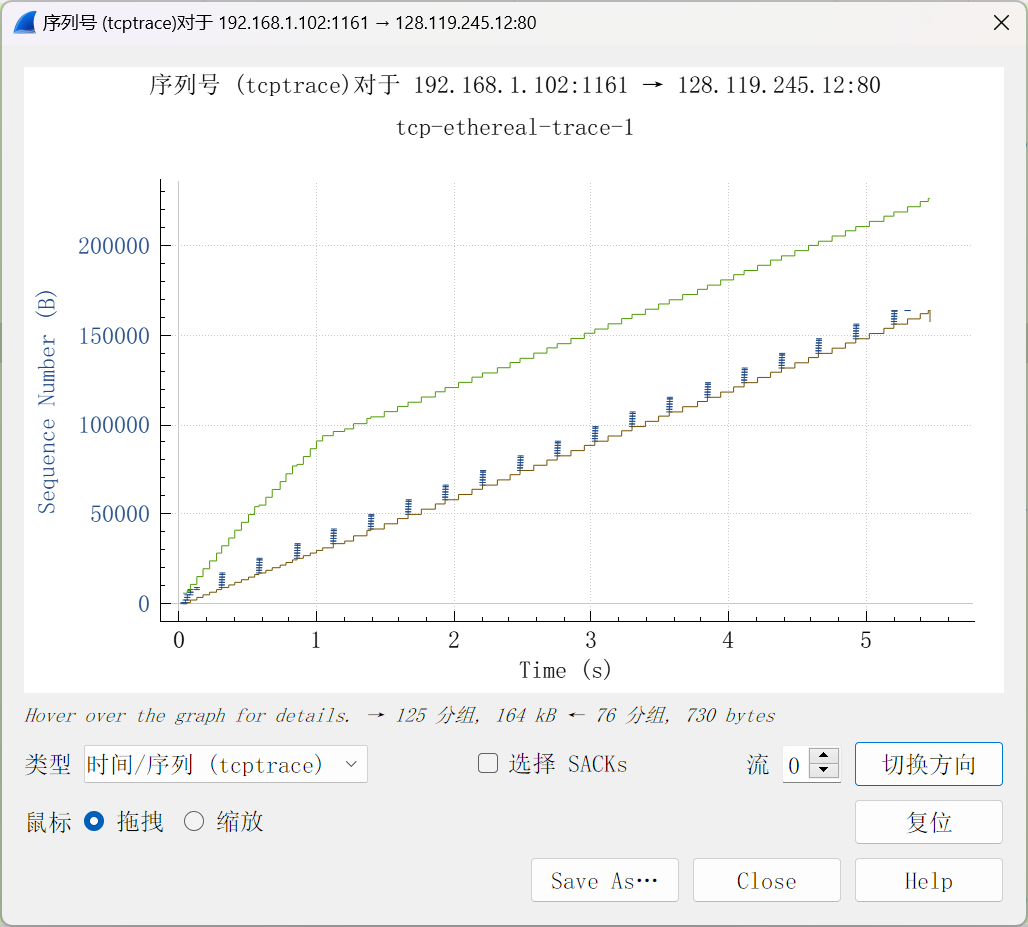 序列号 (tcptrace)对于 192.168.1.102:1161 → 128.119.245.12:80
序列号 (tcptrace)对于 192.168.1.102:1161 → 128.119.245.12:80
tcp-ethereal-trace-1
Sequence Number (B)
200000
150000
100000
50000
0
0 1 2 3 4 5
Time (s)
Hover over the graph for details. → 125 分组, 164 kB ← 76 分组, 730 bytes
类型 时间/序列 (tcptrace) 选择 SACKs 流 0 切换方向
鼠标 拖拽 缩放 复位
Save As… Close Help